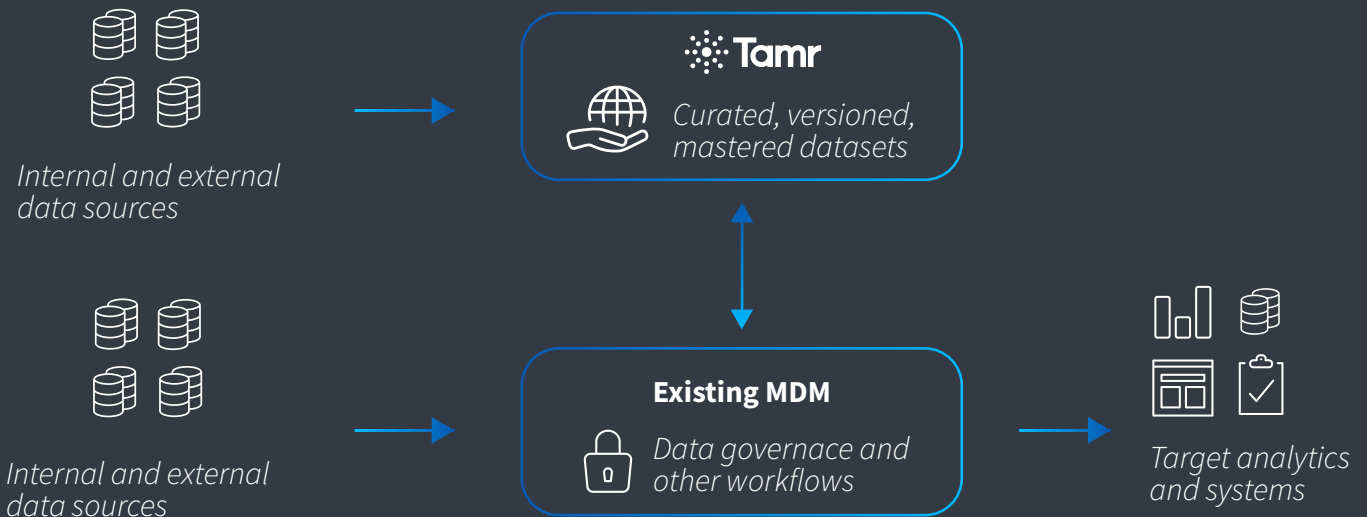 Tamr
Curated, versioned,
mastered datasets
Internal and external
data sources
Existing MDM
Data governace and
other workflows
Internal and external
data sources
Target analytics
and systems